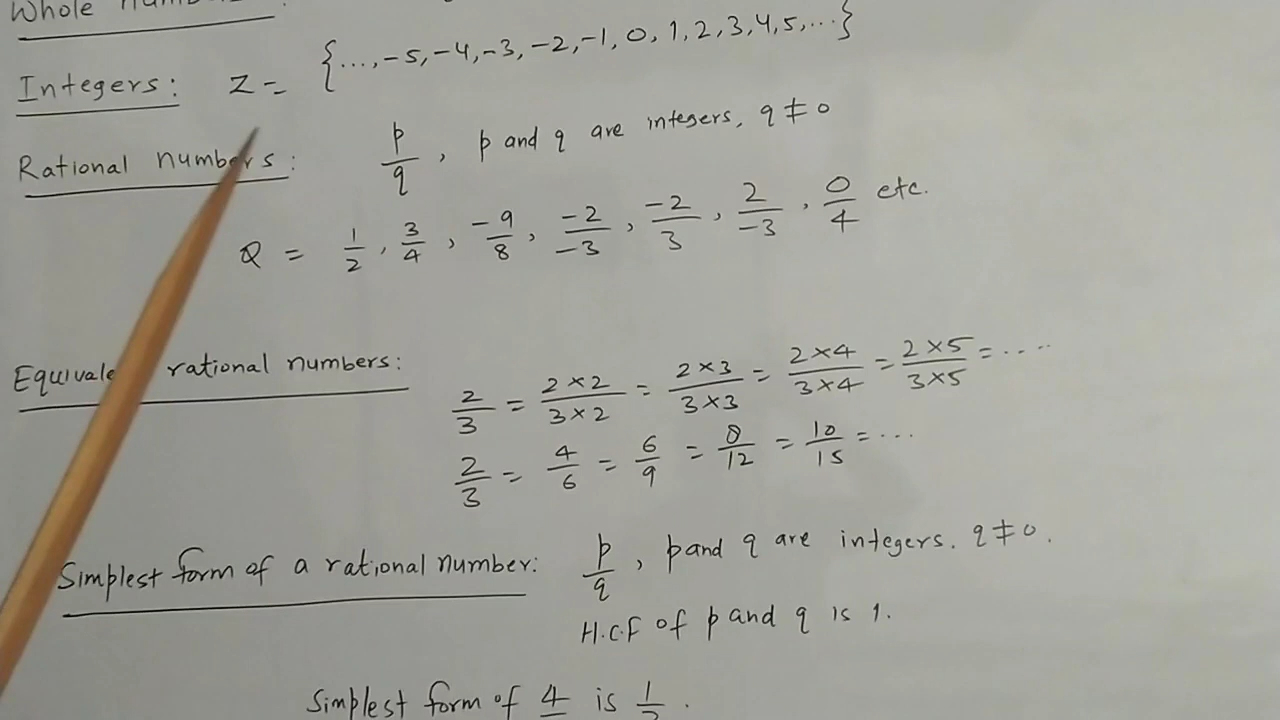 Whole
Integers: Z = {..., -5, -4, -3, -2, -1, 0, 1, 2, 3, 4, 5, ...}
Rational numbers: p/q, p and q are integers, q ≠ 0
Q = 1/2, 3/4, -9/8, -2/-3, -2/3, 2/-3, 0/4 etc.
rational numbers:
2/3 = 2×2/3×2 = 2×3/3×3 = 2×4/3×4 = 2×5/3×5 = ....
2/3 = 4/6 = 6/9 = 8/12 = 10/15 = ...
Simplest form of a rational number: p/q, p and q are integers. q ≠ 0.
H.C.F of p and q is 1.
Simplest form of 4 is 1